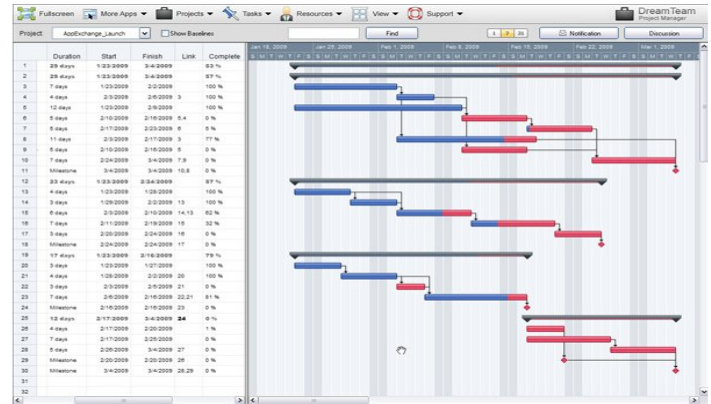 Fullscreen More Apps Projects Tasks Resources View Support DreamTeam
Project Manager
Project: AppExchange_Launch Show Baselines Find 1 7 31 Notification Discussion
Jan 18, 2009 Jan 25, 2009 Feb 1, 2009 Feb 8, 2009 Feb 15, 2009 Feb 22, 2009 Mar 1, 2009
Duration Start Finish Link Complete
1 29 days 1/23/2009 3/4/2009 53 %
2 29 days 1/23/2009 3/4/2009 57 %
3 7 days 1/23/2009 2/2/2009 100 %
4 4 days 2/3/2009 2/6/2009 3 100 %
5 12 days 1/23/2009 2/9/2009 100 %
6 5 days 2/10/2009 2/16/2009 5,4 0 %
7 5 days 2/17/2009 2/23/2009 6 5 %
8 11 days 2/3/2009 2/17/2009 3 77 %
9 5 days 2/10/2009 2/16/2009 5 0 %
10 7 days 2/24/2009 3/4/2009 7,9 0 %
11 Milestone 3/4/2009 3/4/2009 10,8 0 %
12 23 days 1/23/2009 2/24/2009 57 %
13 4 days 1/23/2009 1/28/2009 100 %
14 3 days 1/29/2009 2/2/2009 13 100 %
15 6 days 2/3/2009 2/10/2009 14,13 62 %
16 7 days 2/11/2009 2/19/2009 15 32 %
17 3 days 2/20/2009 2/24/2009 16 0 %
18 Milestone 2/24/2009 2/24/2009 17 0 %
19 17 days 1/23/2009 2/16/2009 79 %
20 3 days 1/23/2009 1/27/2009 100 %
21 4 days 1/28/2009 2/2/2009 20 100 %
22 3 days 2/3/2009 2/5/2009 21 0 %
23 7 days 2/6/2009 2/16/2009 22,21 81 %
24 Milestone 2/16/2009 2/16/2009 23 0 %
25 12 days 2/17/2009 3/4/2009 24 0 %
26 4 days 2/17/2009 2/20/2009 1 %
27 7 days 2/17/2009 2/25/2009 0 %
28 5 days 2/26/2009 3/4/2009 27 0 %
29 Milestone 2/20/2009 2/20/2009 26 0 %
30 Milestone 3/4/2009 3/4/2009 28,29 0 %
31
32